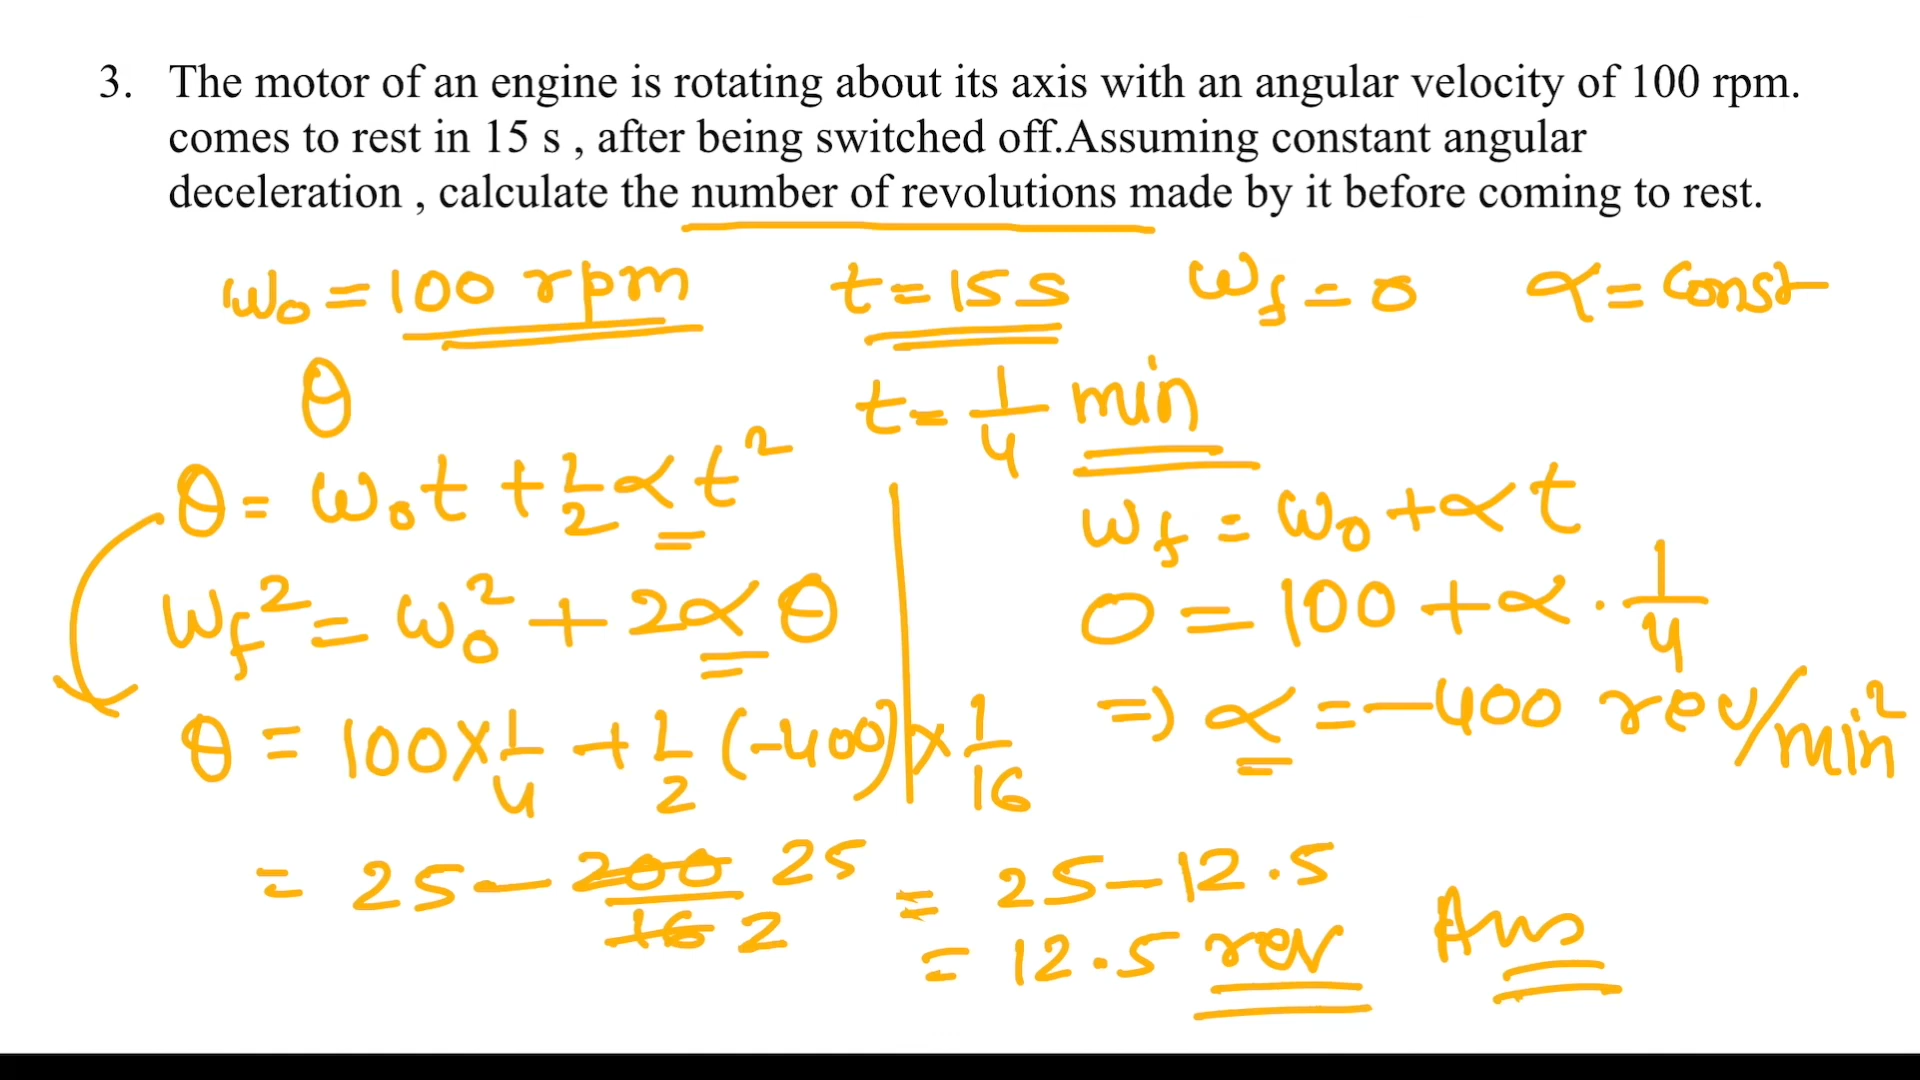 3. The motor of an engine is rotating about its axis with an angular velocity of 100 rpm.
comes to rest in 15 s , after being switched off.Assuming constant angular
deceleration , calculate the number of revolutions made by it before coming to rest.
ω₀ = 100 rpm t = 15 s ω_f = 0 α = const
θ
t = 1/4 min
θ = ω₀t + 1/2 αt²
ω_f = ω₀ + αt
ω_f² = ω₀² + 2αθ
0 = 100 + α · 1/4
θ = 100 × 1/4 + 1/2 (-400) × 1/16
⇒ α = -400 rev/min²
= 25 - 200/16 25/2
= 25 - 12.5
= 12.5 rev Ans